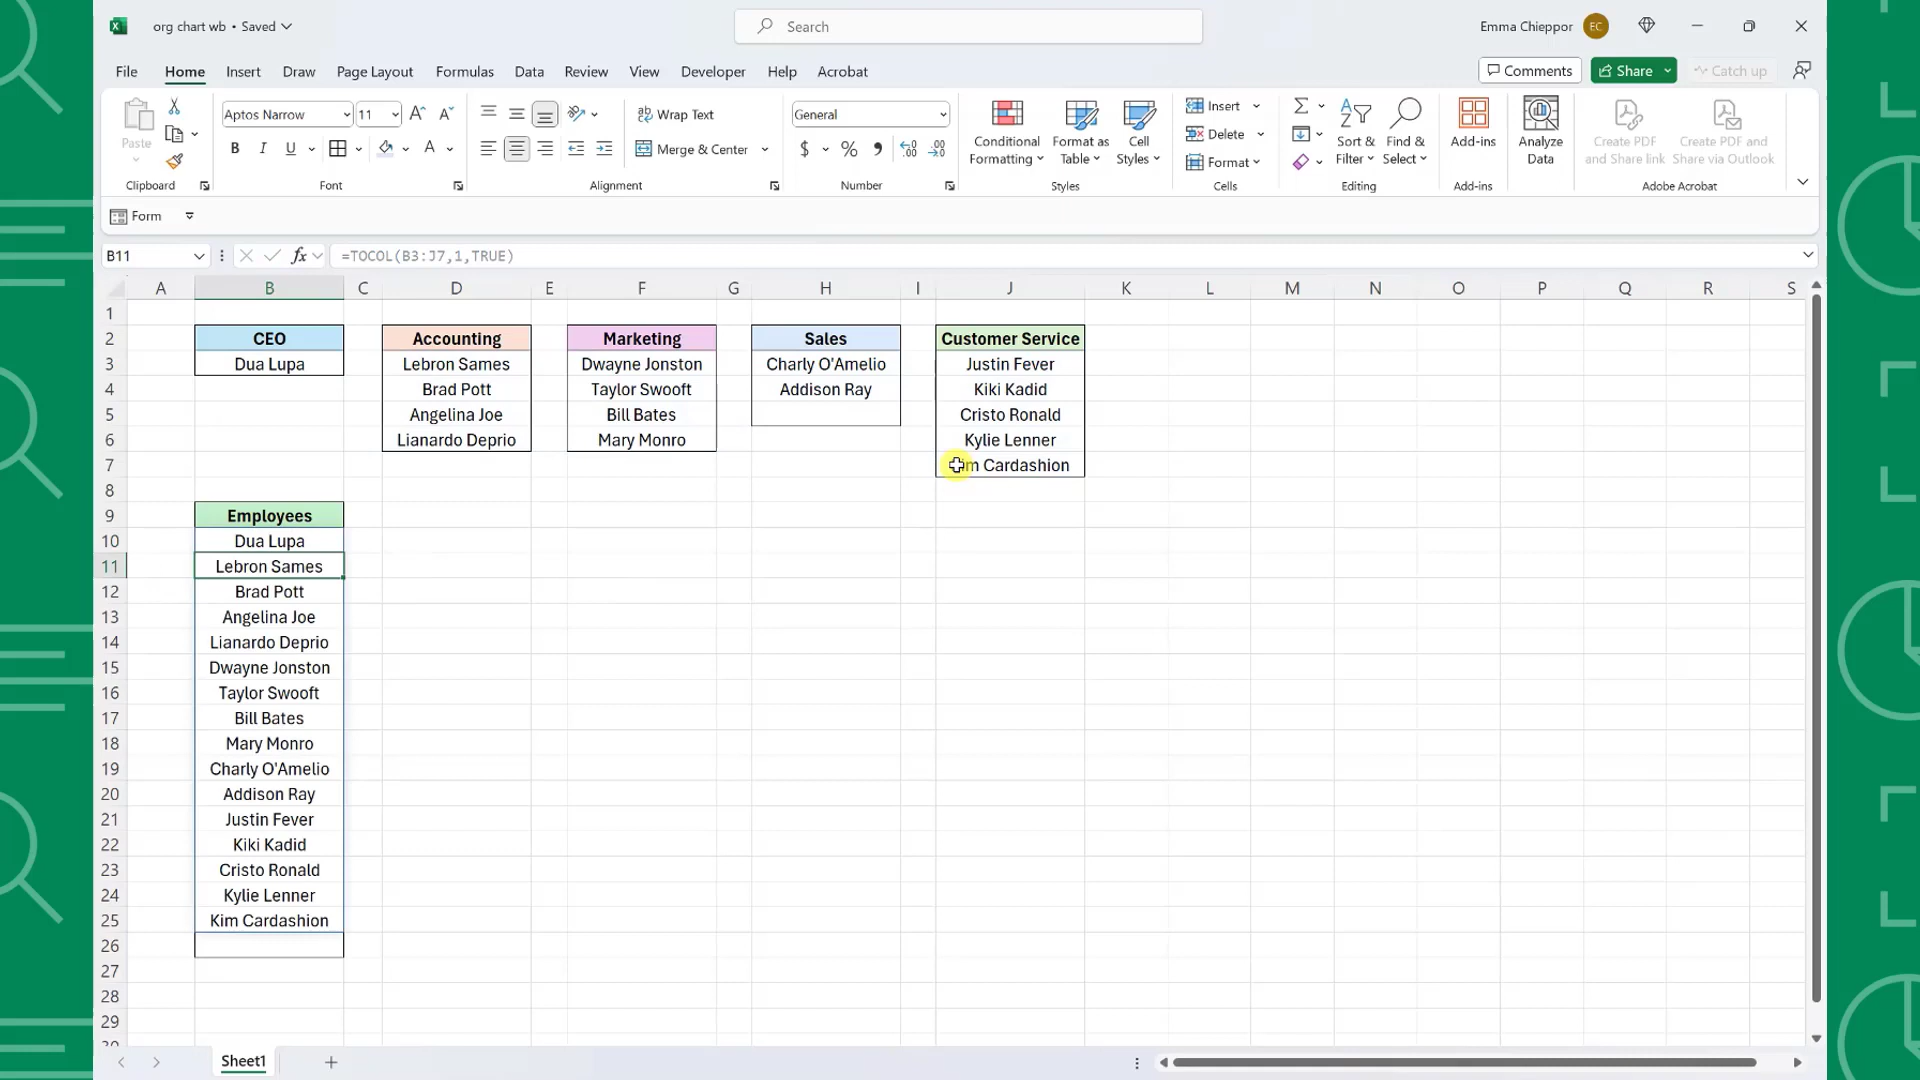 org chart wb • Saved
Search
Emma Chieppor
EC
File Home Insert Draw Page Layout Formulas Data Review View Developer Help Acrobat
Comments Share Catch up
Paste
Clipboard
Aptos Narrow 11
B I U
Font
Wrap Text
Merge & Center
Alignment
General
$ % 9
Number
Conditional Formatting
Format as Table
Cell Styles
Styles
Insert
Delete
Format
Cells
Sort & Filter
Find & Select
Editing
Add-ins
Add-ins
Analyze Data
Create PDF and Share link
Create PDF and Share via Outlook
Adobe Acrobat
Form
B11 fx =TOCOL(B3:J7,1,TRUE)
A B C D E F G H I J K L M N O P Q R S
1
2 CEO Accounting Marketing Sales Customer Service
3 Dua Lupa Lebron Sames Dwayne Jonston Charly O'Amelio Justin Fever
4 Brad Pott Taylor Swooft Addison Ray Kiki Kadid
5 Angelina Joe Bill Bates Cristo Ronald
6 Lianardo Deprio Mary Monro Kylie Lenner
7 Kim Cardashion
8
9 Employees
10 Dua Lupa
11 Lebron Sames
12 Brad Pott
13 Angelina Joe
14 Lianardo Deprio
15 Dwayne Jonston
16 Taylor Swooft
17 Bill Bates
18 Mary Monro
19 Charly O'Amelio
20 Addison Ray
21 Justin Fever
22 Kiki Kadid
23 Cristo Ronald
24 Kylie Lenner
25 Kim Cardashion
26
27
28
29
30
Sheet1